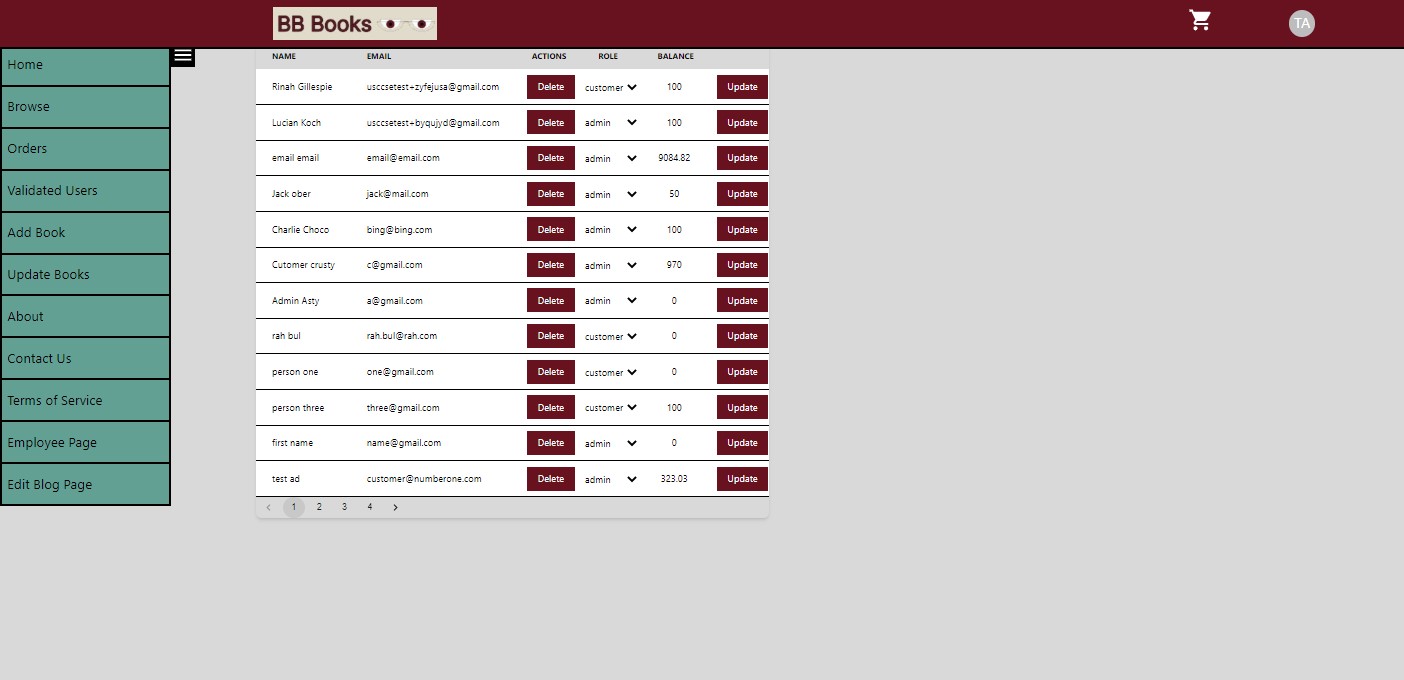 BB Books
TA
Home
Browse
Orders
Validated Users
Add Book
Update Books
About
Contact Us
Terms of Service
Employee Page
Edit Blog Page
NAME EMAIL ACTIONS ROLE BALANCE
Rinah Gillespie usccsetest+zyfejusa@gmail.com Delete customer 100 Update
Lucian Koch usccsetest+byqujyd@gmail.com Delete admin 100 Update
email email email@email.com Delete admin 9084.82 Update
Jack ober jack@mail.com Delete admin 50 Update
Charlie Choco bing@bing.com Delete admin 100 Update
Cutomer crusty c@gmail.com Delete admin 970 Update
Admin Asty a@gmail.com Delete admin 0 Update
rah bul rah.bul@rah.com Delete customer 0 Update
person one one@gmail.com Delete customer 0 Update
person three three@gmail.com Delete customer 100 Update
first name name@gmail.com Delete admin 0 Update
test ad customer@numberone.com Delete admin 323.03 Update
1 2 3 4